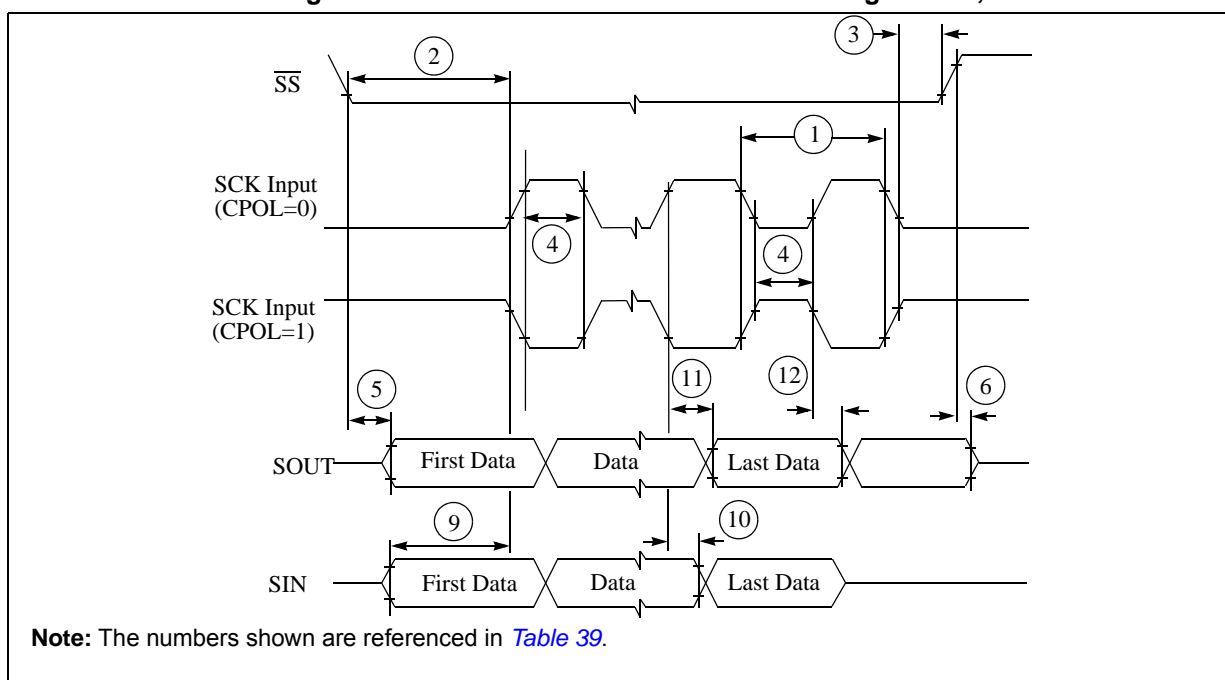 3
2
SS
1
SCK Input
(CPOL=0)
4
4
SCK Input
(CPOL=1)
11
12
5
6
SOUT
First Data
Data
Last Data
9
10
SIN
First Data
Data
Last Data
Note: The numbers shown are referenced in Table 39.